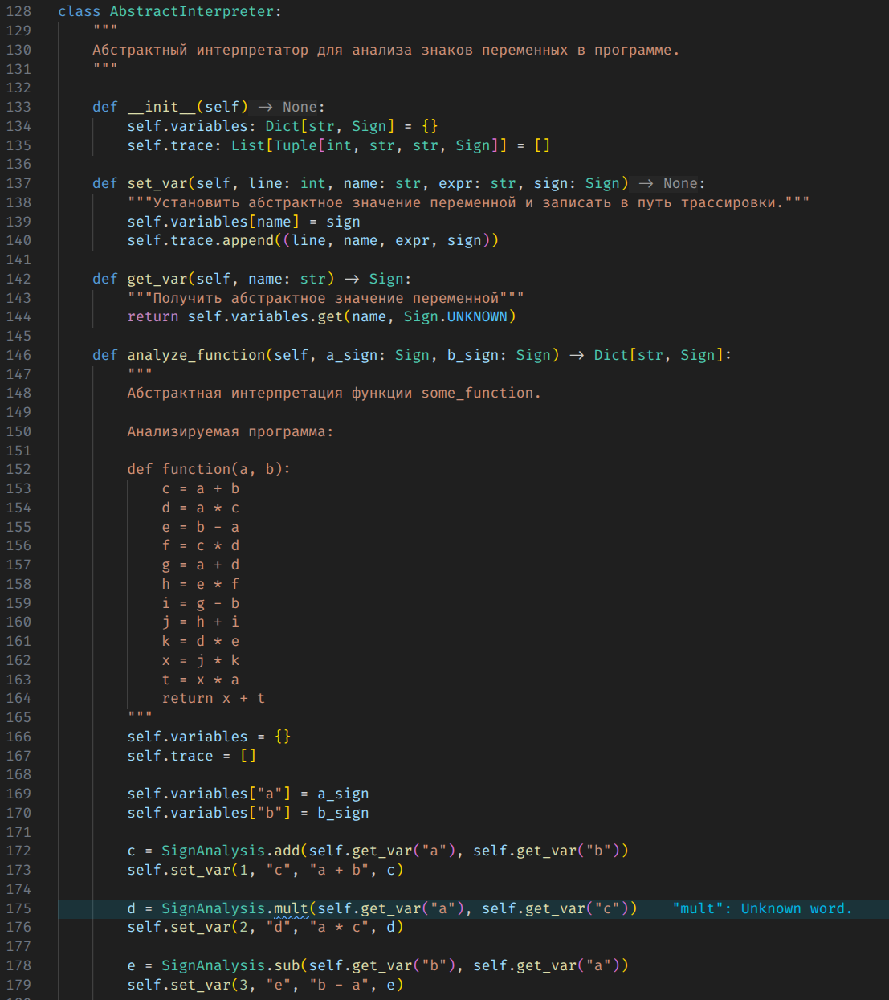 128 class AbstractInterpreter:
129 """
130 Абстрактный интерпретатор для анализа знаков переменных в программе.
131 """
132
133 def __init__(self) → None:
134 self.variables: Dict[str, Sign] = {}
135 self.trace: List[Tuple[int, str, str, Sign]] = []
136
137 def set_var(self, line: int, name: str, expr: str, sign: Sign) → None:
138 """Установить абстрактное значение переменной и записать в путь трассировки."""
139 self.variables[name] = sign
140 self.trace.append((line, name, expr, sign))
141
142 def get_var(self, name: str) → Sign:
143 """Получить абстрактное значение переменной"""
144 return self.variables.get(name, Sign.UNKNOWN)
145
146 def analyze_function(self, a_sign: Sign, b_sign: Sign) → Dict[str, Sign]:
147 """
148 Абстрактная интерпретация функции some_function.
149
150 Анализируемая программа:
151
152 def function(a, b):
153 c = a + b
154 d = a * c
155 e = b - a
156 f = c * d
157 g = a + d
158 h = e * f
159 i = g - b
160 j = h + i
161 k = d * e
162 x = j * k
163 t = x * a
164 return x + t
165 """
166 self.variables = {}
167 self.trace = []
168
169 self.variables["a"] = a_sign
170 self.variables["b"] = b_sign
171
172 c = SignAnalysis.add(self.get_var("a"), self.get_var("b"))
173 self.set_var(1, "c", "a + b", c)
174
175 d = SignAnalysis.mult(self.get_var("a"), self.get_var("c")) "mult": Unknown word.
176 self.set_var(2, "d", "a * c", d)
177
178 e = SignAnalysis.sub(self.get_var("b"), self.get_var("a"))
179 self.set_var(3, "e", "b - a", e)